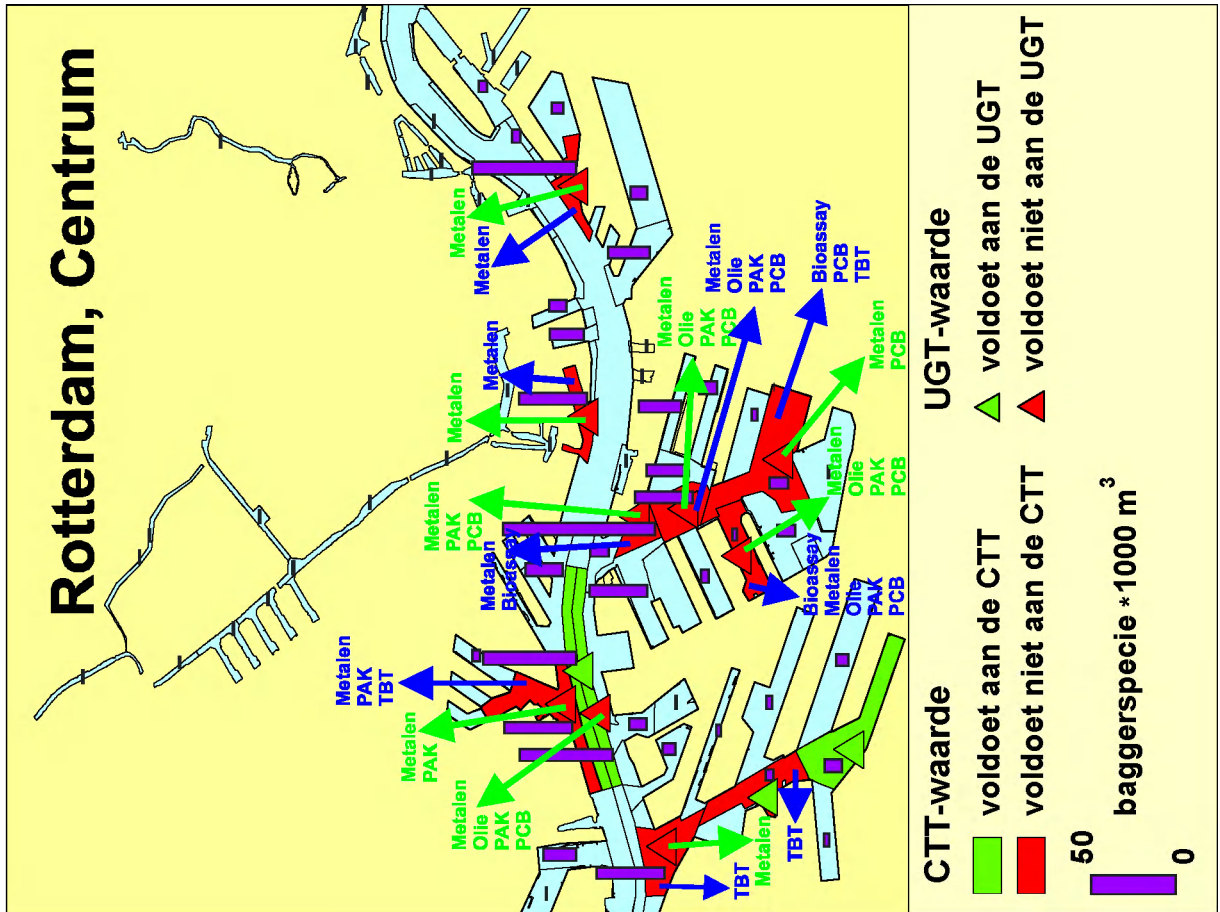 Rotterdam, Centrum
Metalen
PAK
TBT
Metalen
PAK
Metalen
Olie
PAK
PCB
Metalen
PAK
PCB
Metalen
Bioassay
Metalen
Metalen
Metalen
Metalen
Metalen
Olie
PAK
PCB
Metalen
Olie
PAK
PCB
Bioassay
PCB
TBT
Metalen
PCB
Metalen
Olie
PAK
PCB
Bioassay
Metalen
Olie
PAK
PCB
TBT
Metalen
TBT
CTT-waarde
voldoet aan de CTT
voldoet niet aan de CTT
50
0
baggerspecie *1000 m³
UGT-waarde
voldoet aan de UGT
voldoet niet aan de UGT